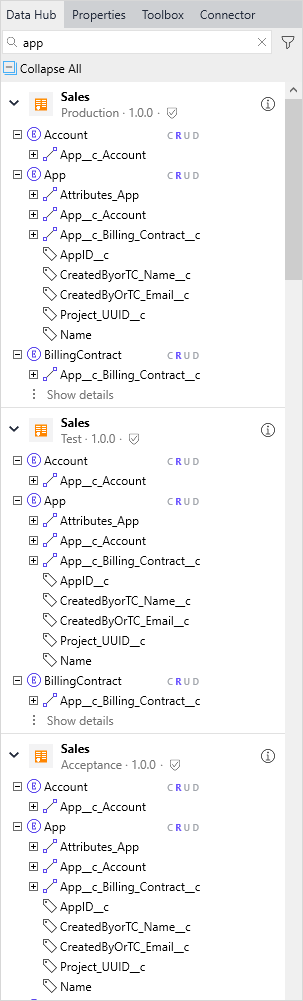 Data Hub Properties Toolbox Connector
app
Collapse All
Sales
Production · 1.0.0 ·
Account CRUD
App__c_Account
App CRUD
Attributes_App
App__c_Account
App__c_Billing_Contract__c
AppID__c
CreatedByorTC_Name__c
CreatedByOrTC_Email__c
Project_UUID__c
Name
BillingContract CRUD
App__c_Billing_Contract__c
Show details
Sales
Test · 1.0.0 ·
Account CRUD
App__c_Account
App CRUD
Attributes_App
App__c_Account
App__c_Billing_Contract__c
AppID__c
CreatedByorTC_Name__c
CreatedByOrTC_Email__c
Project_UUID__c
Name
BillingContract CRUD
App__c_Billing_Contract__c
Show details
Sales
Acceptance · 1.0.0 ·
Account CRUD
App__c_Account
App CRUD
Attributes_App
App__c_Account
App__c_Billing_Contract__c
AppID__c
CreatedByorTC_Name__c
CreatedByOrTC_Email__c
Project_UUID__c
Name